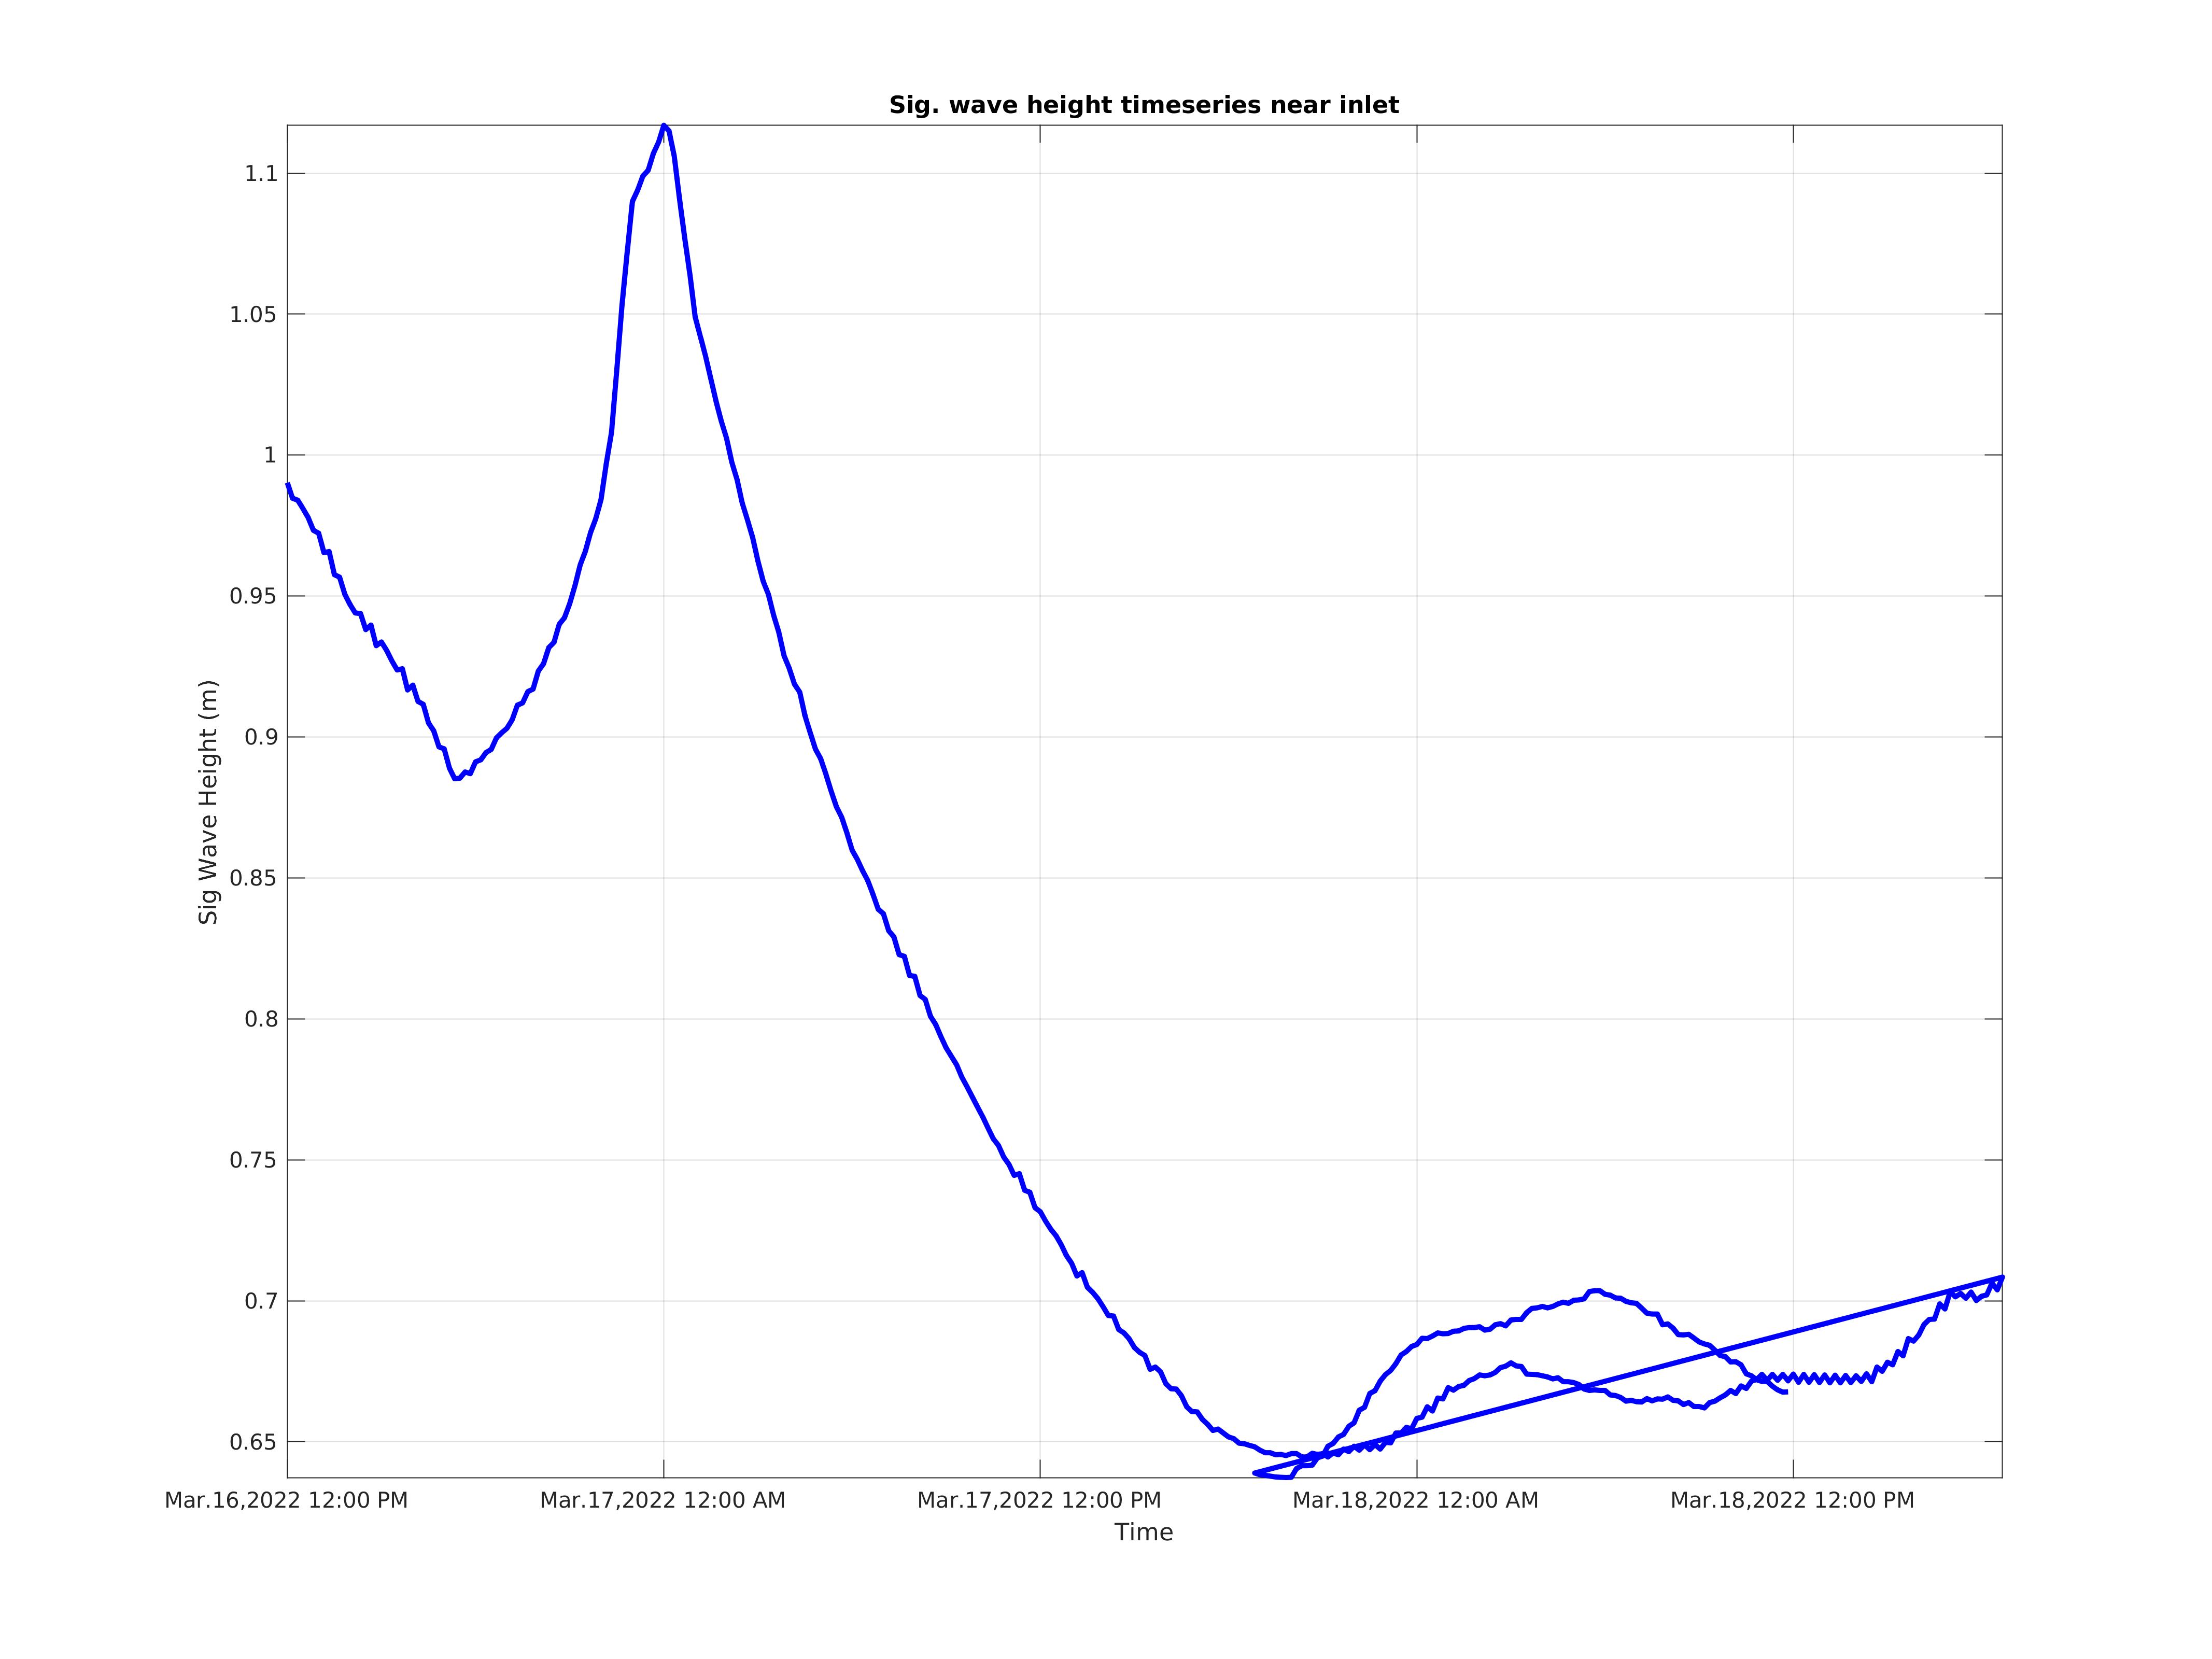 Sig. wave height timeseries near inlet
Sig Wave Height (m)
1.1
1.05
1
0.95
0.9
0.85
0.8
0.75
0.7
0.65
Mar.16,2022 12:00 PM
Mar.17,2022 12:00 AM
Mar.17,2022 12:00 PM
Mar.18,2022 12:00 AM
Mar.18,2022 12:00 PM
Time